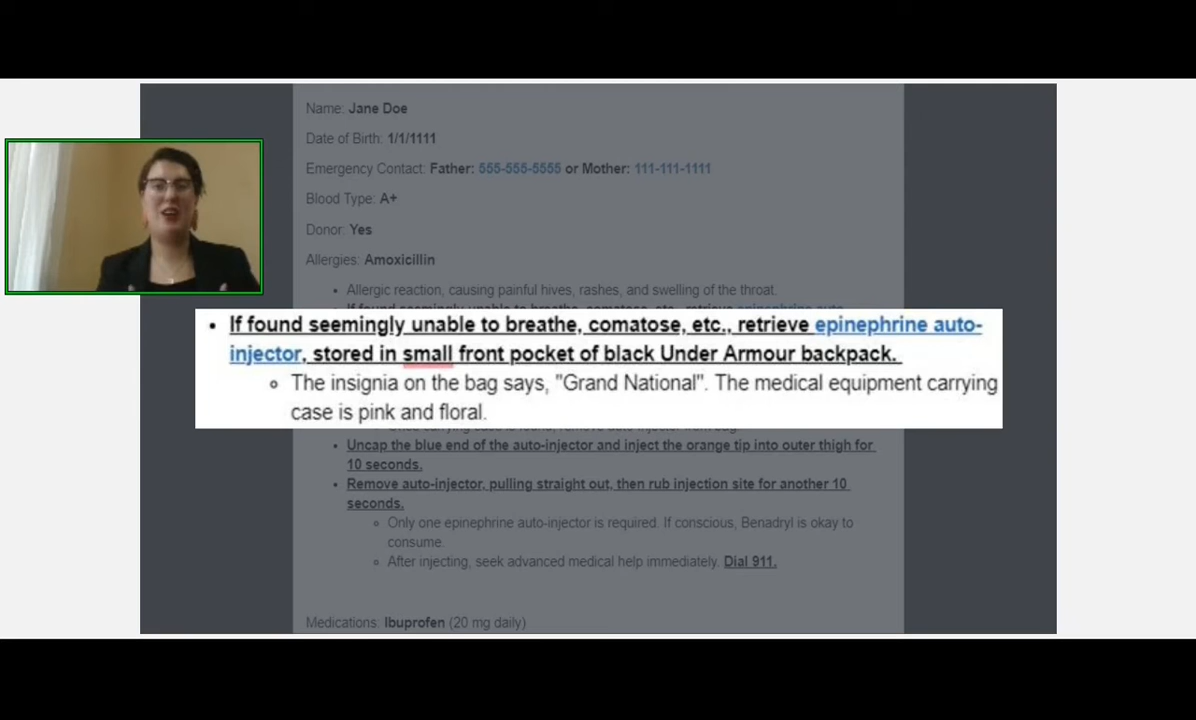 Name: Jane Doe
Date of Birth: 1/1/1111
Emergency Contact: Father: 555-555-5555 or Mother: 111-111-1111
Blood Type: A+
Donor: Yes
Allergies: Amoxicillin
• Allergic reaction, causing painful hives, rashes, and swelling of the throat.
• If found seemingly unable to breathe, comatose, etc., retrieve epinephrine auto-
injector, stored in small front pocket of black Under Armour backpack.
○ The insignia on the bag says, "Grand National". The medical equipment carrying
case is pink and floral.
• Uncap the blue end of the auto-injector and inject the orange tip into outer thigh for
10 seconds.
• Remove auto-injector, pulling straight out, then rub injection site for another 10
seconds.
○ Only one epinephrine auto-injector is required. If conscious, Benadryl is okay to
consume.
○ After injecting, seek advanced medical help immediately. Dial 911.
Medications: Ibuprofen (20 mg daily)